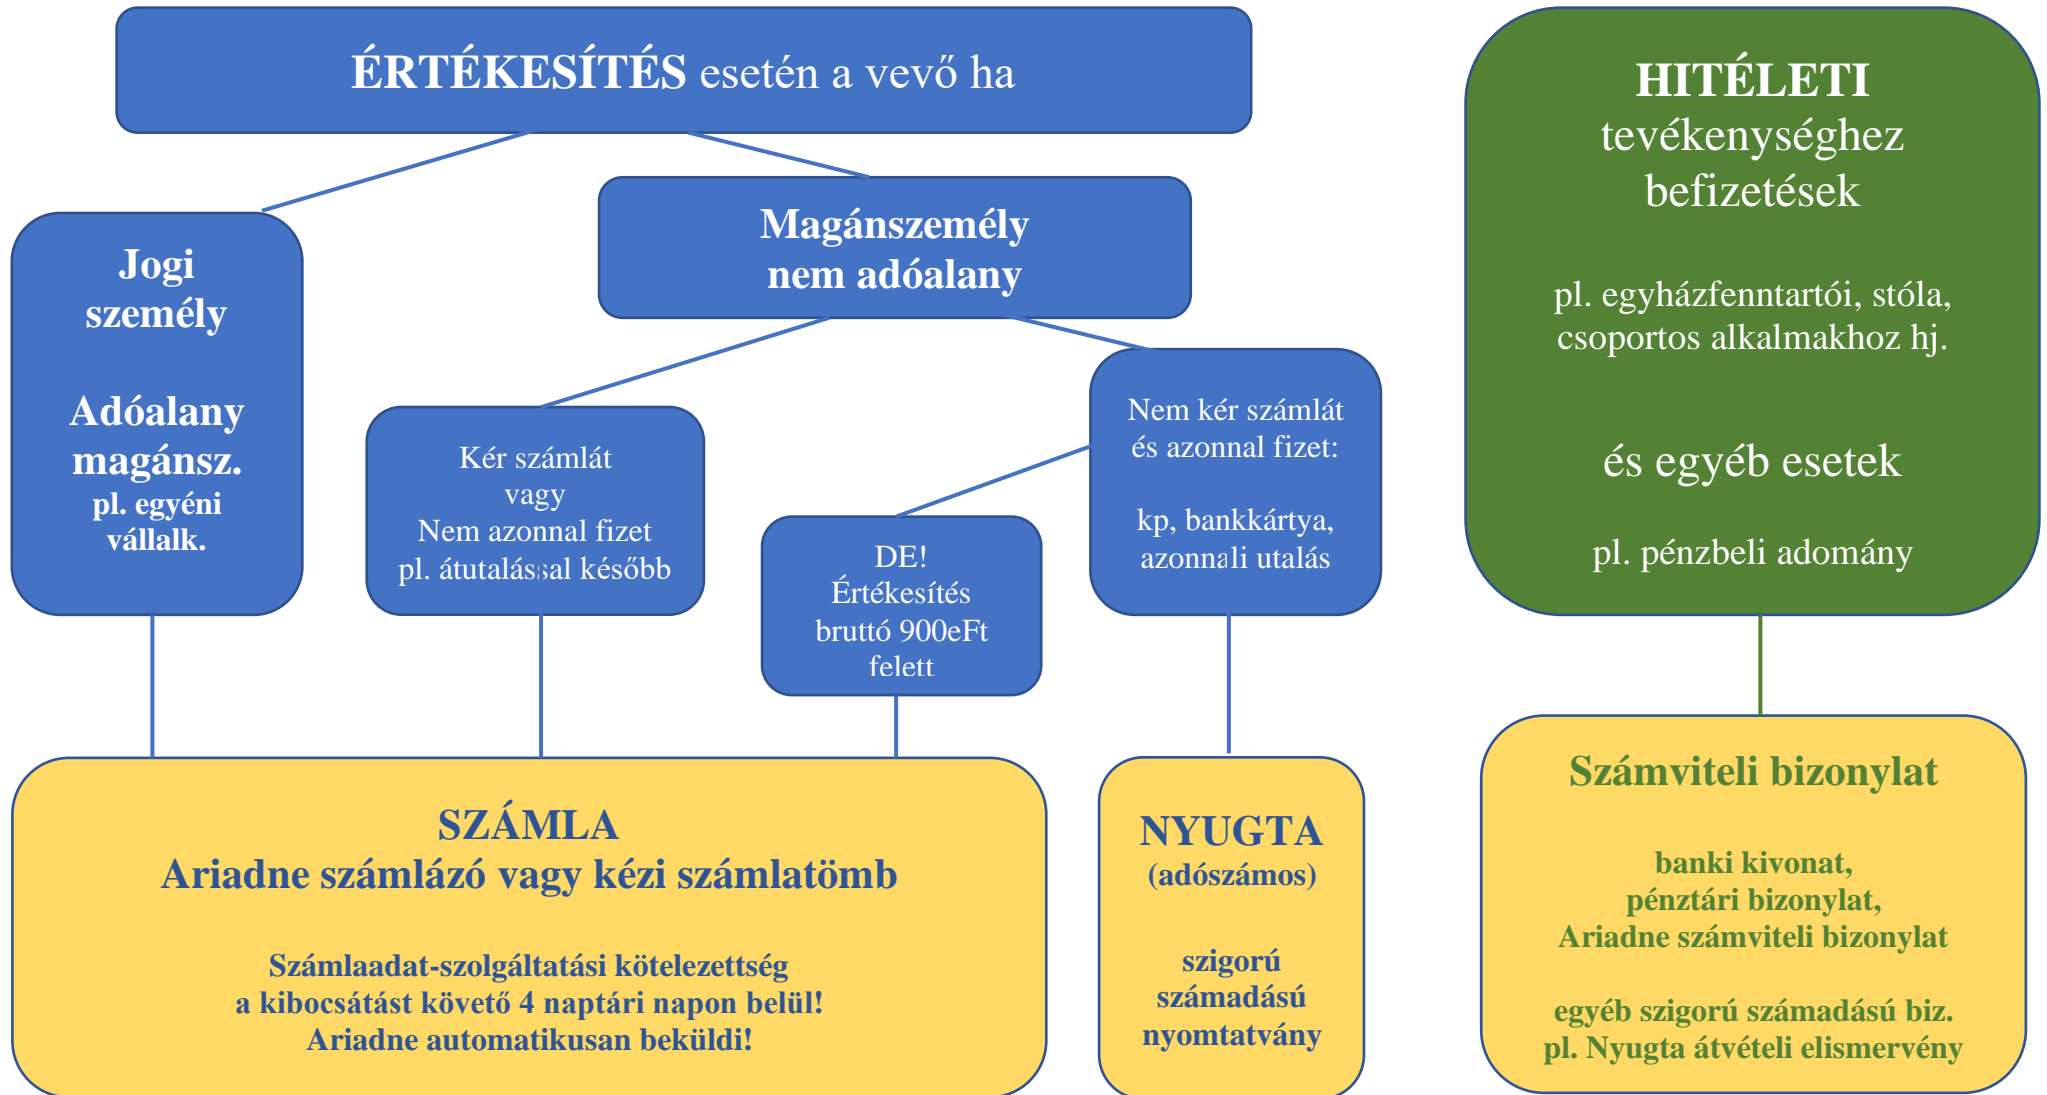 ÉRTÉKESÍTÉS esetén a vevő ha
Jogi
személy
Adóalany
magánsz.
pl. egyéni
vállalk.
Magánszemély
nem adóalany
Kér számlát
vagy
Nem azonnal fizet
pl. átutalással később
DE!
Értékesítés
bruttó 900eFt
felett
Nem kér számlát
és azonnal fizet:
kp, bankkártya,
azonnali utalás
SZÁMLA
Ariadne számlázó vagy kézi számlatömb
Számlaadat-szolgáltatási kötelezettség
a kibocsátást követő 4 naptári napon belül!
Ariadne automatikusan beküldi!
NYUGTA
(adószámos)
szigorú
számadású
nyomtatvány
HITÉLETI
tevékenységhez
befizetések
pl. egyházfenntartói, stóla,
csoportos alkalmakhoz hj.
és egyéb esetek
pl. pénzbeli adomány
Számviteli bizonylat
banki kivonat,
pénztári bizonylat,
Ariadne számviteli bizonylat
egyéb szigorú számadású biz.
pl. Nyugta átvételi elismervény